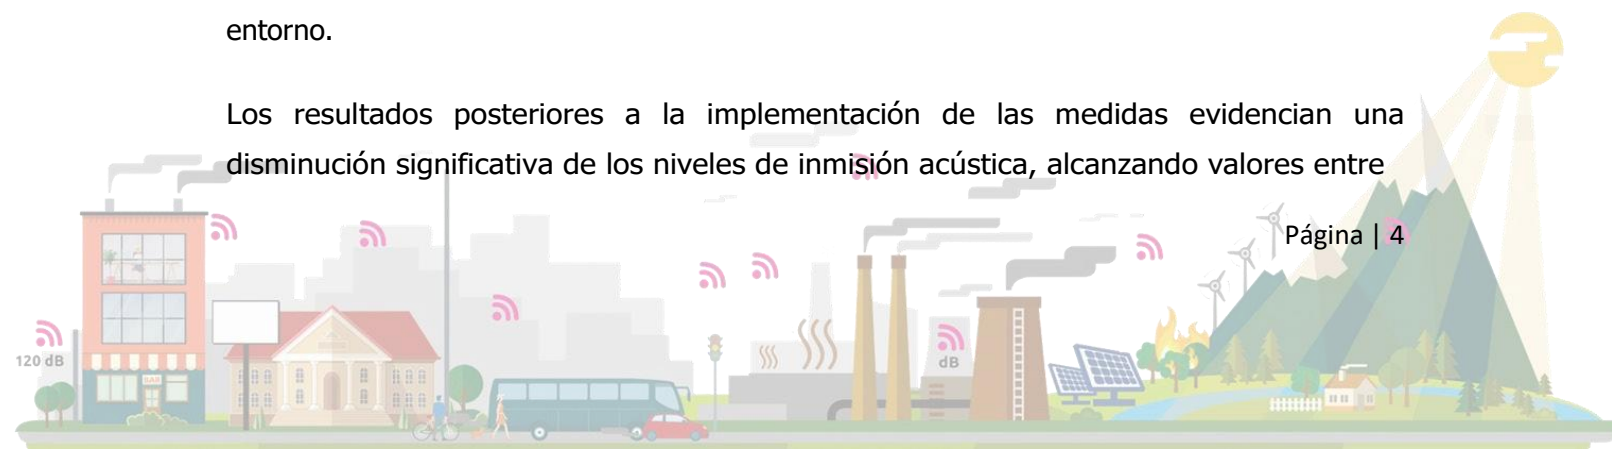 entorno.
Los resultados posteriores a la implementación de las medidas evidencian una
disminución significativa de los niveles de inmisión acústica, alcanzando valores entre
Página | 4
120 dB
BAR
dB